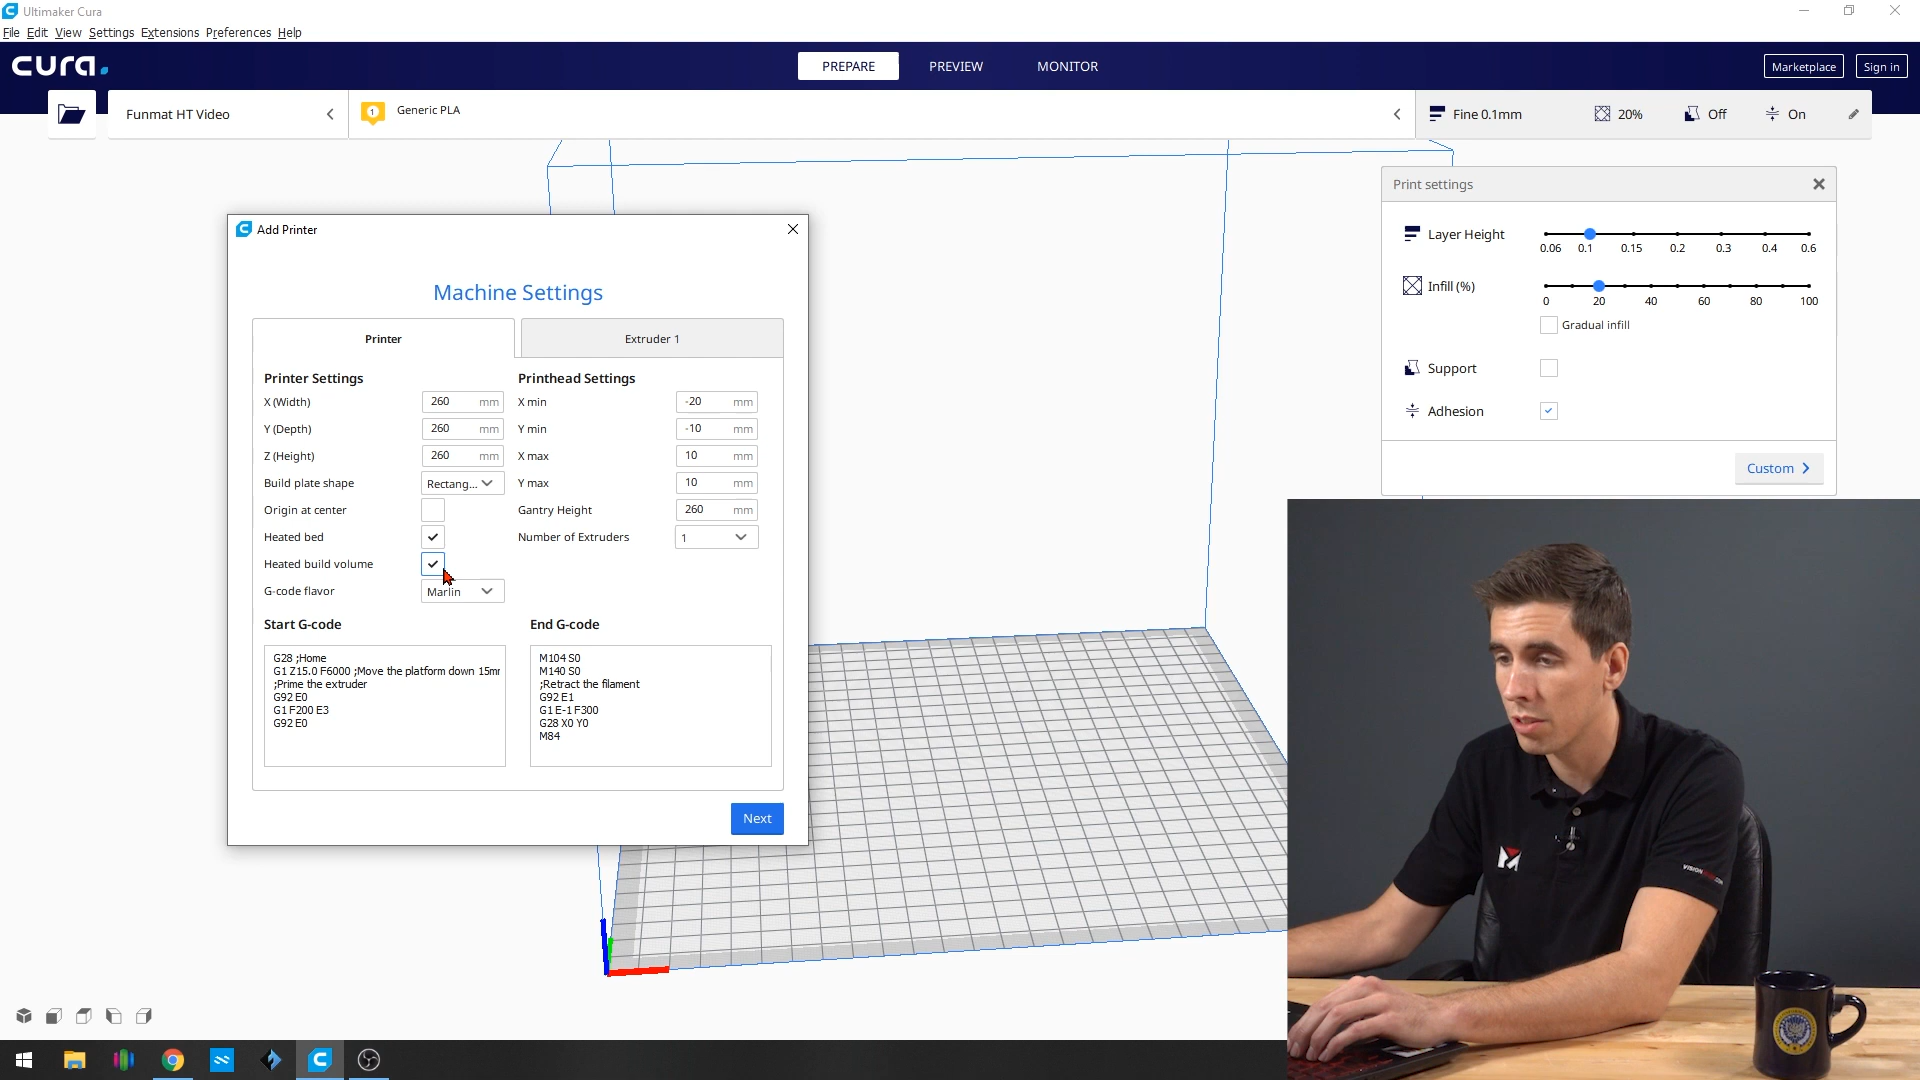 Ultimaker Cura
File Edit View Settings Extensions Preferences Help
cura.
PREPARE PREVIEW MONITOR
Marketplace Sign in
Funmat HT Video
1 Generic PLA
Fine 0.1mm 20% Off On
Print settings
Layer Height
0.06 0.1 0.15 0.2 0.3 0.4 0.6
Infill (%)
0 20 40 60 80 100
Gradual infill
Support
Adhesion
Custom
Add Printer
Machine Settings
Printer Extruder 1
Printer Settings Printhead Settings
X (Width) 260 mm X min -20 mm
Y (Depth) 260 mm Y min -10 mm
Z (Height) 260 mm X max 10 mm
Build plate shape Rectang... Y max 10 mm
Origin at center Gantry Height 260 mm
Heated bed Number of Extruders 1
Heated build volume
G-code flavor Marlin
Start G-code End G-code
G28 ;Home
G1 Z15.0 F6000 ;Move the platform down 15mm
;Prime the extruder
G92 E0
G1 F200 E3
G92 E0
M104 S0
M140 S0
;Retract the filament
G92 E1
G1 E-1 F300
G28 X0 Y0
M84
Next